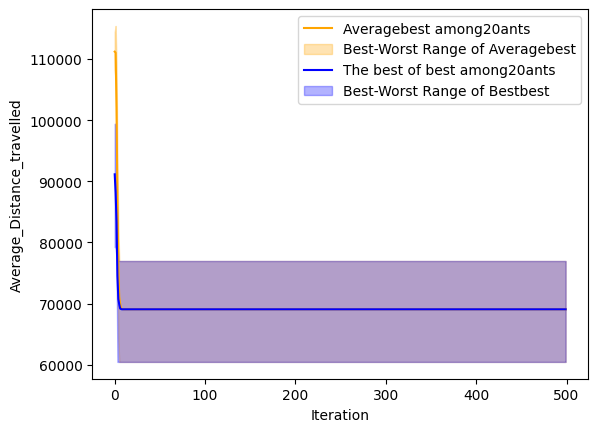 Averagebest among20ants
Best-Worst Range of Averagebest
The best of best among20ants
Best-Worst Range of Bestbest
Average_Distance_travelled
110000
100000
90000
80000
70000
60000
0 100 200 300 400 500
Iteration